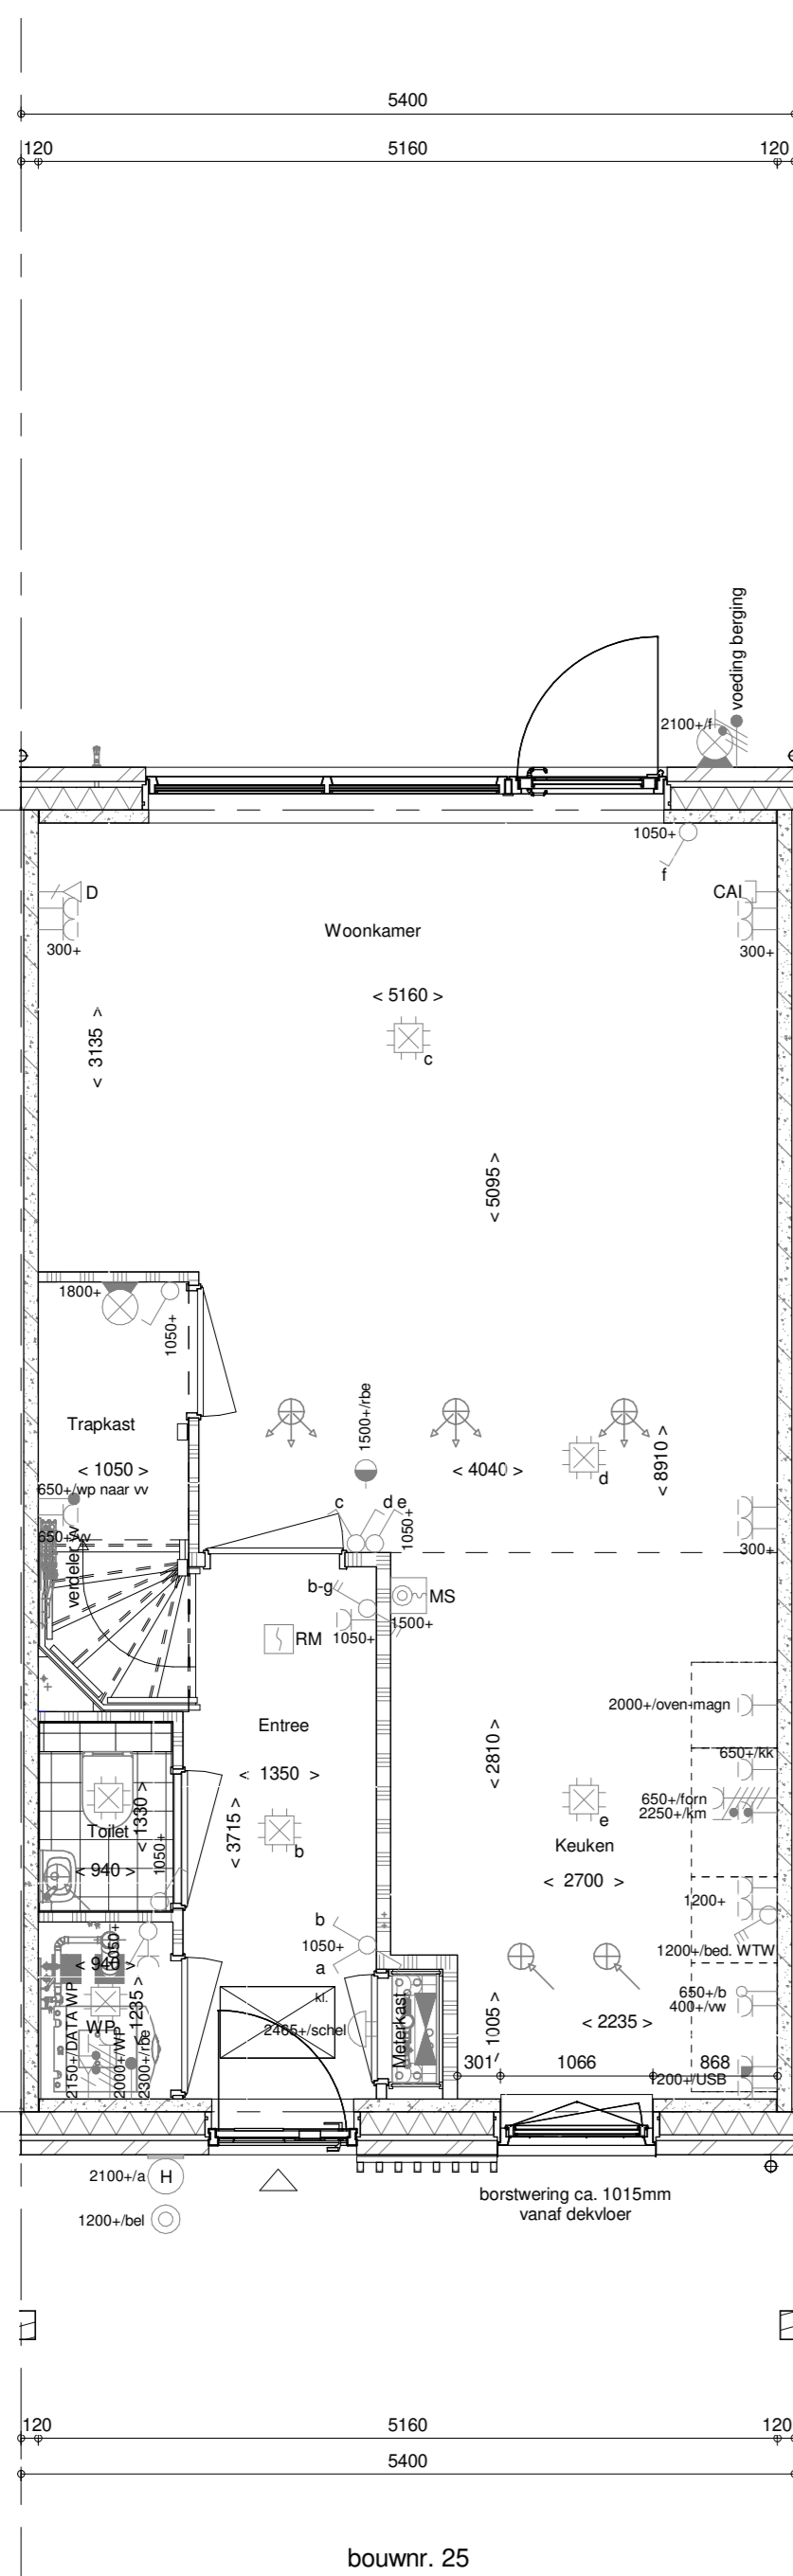 5400
120 5160 120
voeding berging
2100+/f
1050+
f
D
CAI
Woonkamer
300+
300+
< 5160 >
< 3135 >
c
< 5095 >
1800+
1050+
1500+/rbe
Trapkast
< 8910 >
< 1050 >
< 4040 >
d
650+/wp naar vv
c
d e
1050+
650+/vv
300+
verdeler vv
b-g
MS
1050+
1500+
RM
2000+/oven-magn
Entree
650+/kk
< 2810 >
< 1350 >
650+/forn
2250+/km
< 1330 >
e
Toilet
< 3715 >
b
Keuken
1050+
< 940 >
< 2700 >
1200+
b
1050+
1050+
1200+/bed. WTW
a
< 940 >
kl.
650+/b
400+/vw
< 1235 >
WP
2465+/schel
Meterkast
< 1005 >
< 2235 >
2150+/DATA WP
2000+/WP
2300+/rbe
301 1066 868
1200+/USB
2100+/a
H
1200+/bel
borstwering ca. 1015mm
vanaf dekvloer
120 5160 120
5400
bouwnr. 25